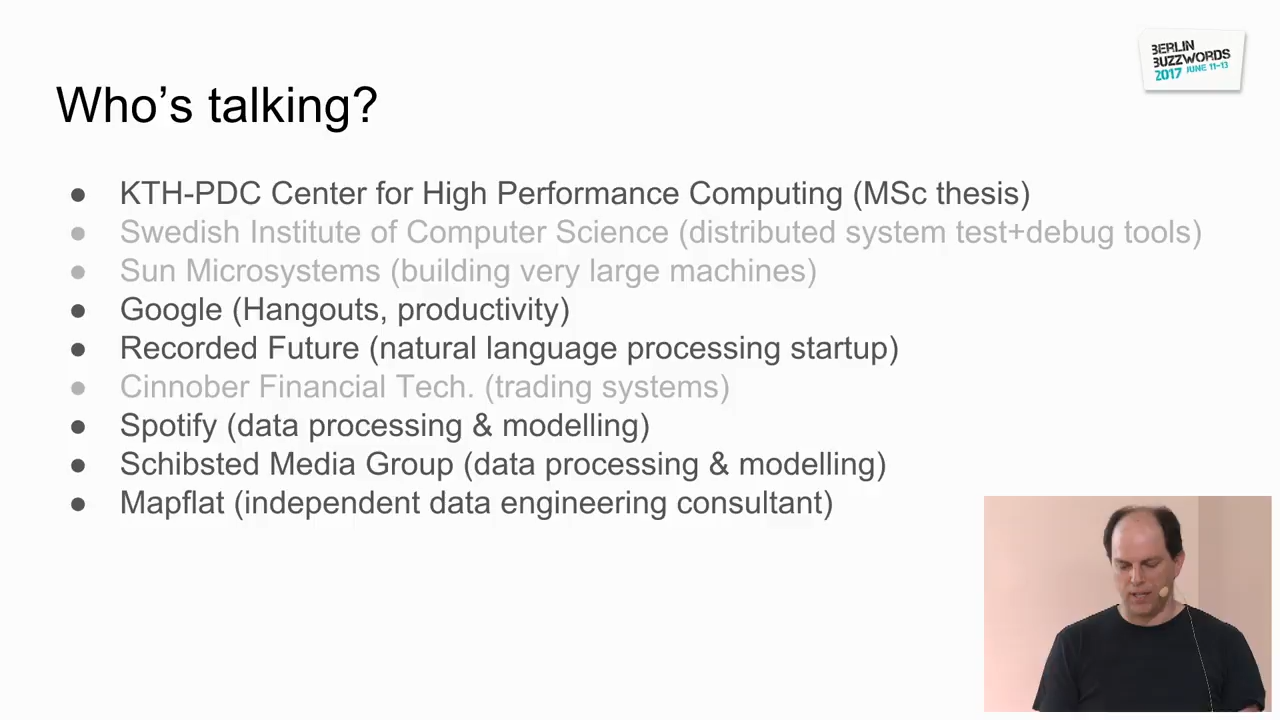 BERLIN
BUZZWORDS
2017 JUNE 11-13
Who's talking?
● KTH-PDC Center for High Performance Computing (MSc thesis)
● Swedish Institute of Computer Science (distributed system test+debug tools)
● Sun Microsystems (building very large machines)
● Google (Hangouts, productivity)
● Recorded Future (natural language processing startup)
● Cinnober Financial Tech. (trading systems)
● Spotify (data processing & modelling)
● Schibsted Media Group (data processing & modelling)
● Mapflat (independent data engineering consultant)